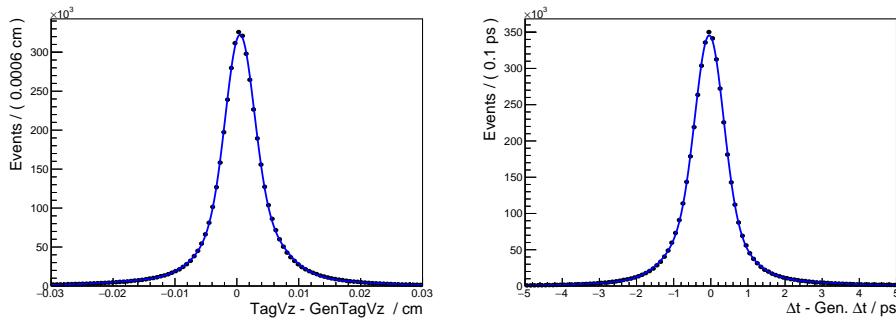 ×10³
300
250
200
150
100
50
0
Events / ( 0.0006 cm )
−0.03 −0.02 −0.01 0 0.01 0.02 0.03
TagVz - GenTagVz / cm
×10³
350
300
250
200
150
100
50
0
Events / ( 0.1 ps )
−5 −4 −3 −2 −1 0 1 2 3 4 5
Δt - Gen. Δt / ps